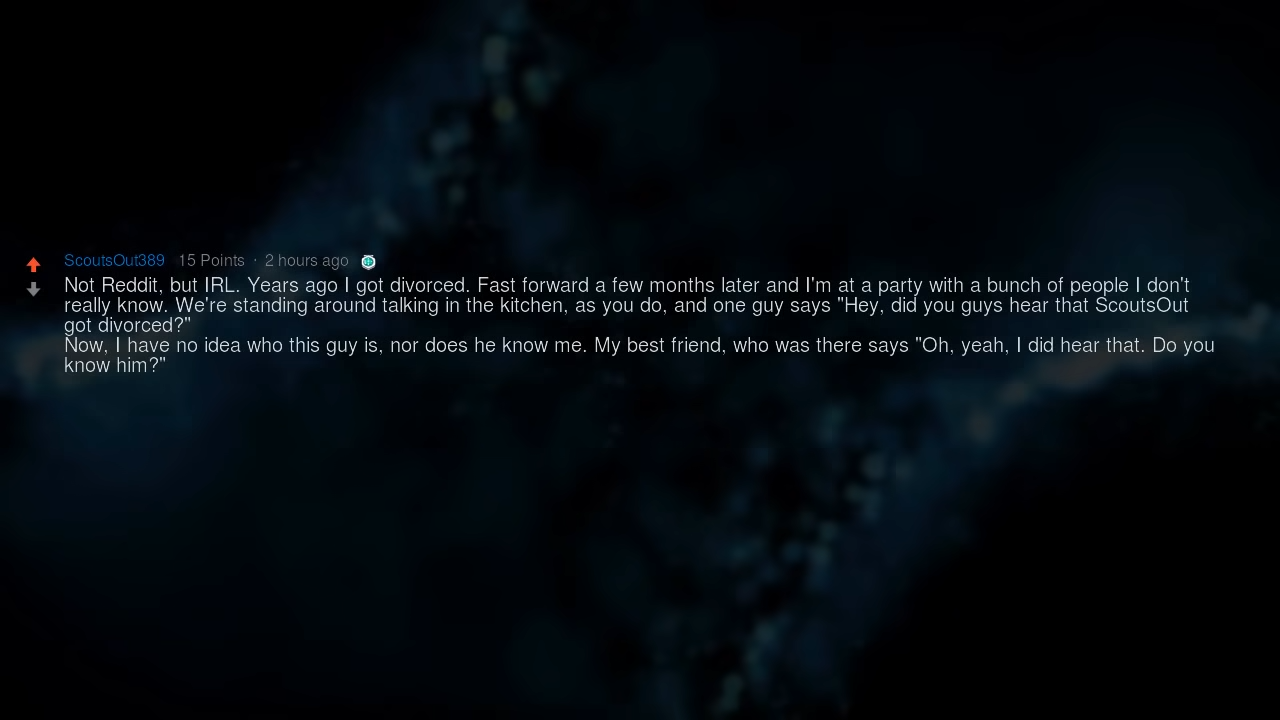 ScoutsOut389 15 Points · 2 hours ago
Not Reddit, but IRL. Years ago I got divorced. Fast forward a few months later and I'm at a party with a bunch of people I don't
really know. We're standing around talking in the kitchen, as you do, and one guy says "Hey, did you guys hear that ScoutsOut
got divorced?"
Now, I have no idea who this guy is, nor does he know me. My best friend, who was there says "Oh, yeah, I did hear that. Do you
know him?"